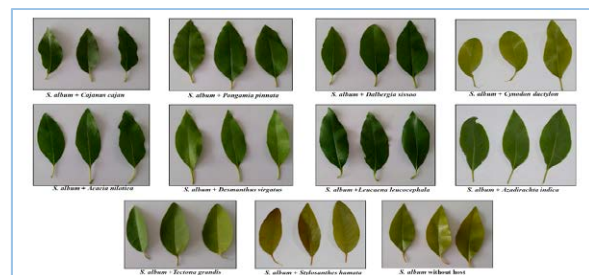 S. album + Cajanus cajan
S. album + Pongamia pinnata
S. album + Dalbergia sissoo
S. album + Cynodon dactylon
S. album + Acacia nilotica
S. album + Desmanthus virgatus
S. album +Leucaena leucocephala
S. album + Azadirachta indica
S. album +Tectona grandis
S. album + Stylosanthes hamata
S. album without host